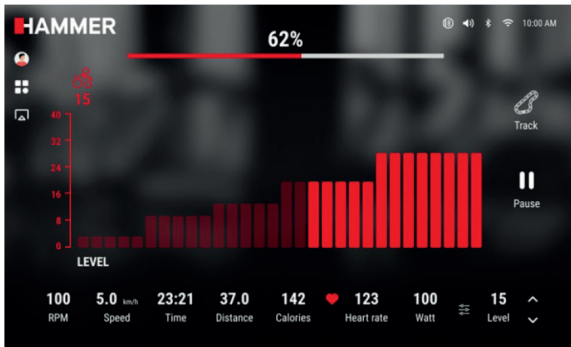 HAMMER
62%
10:00 AM
15
40
32
24
16
8
0
LEVEL
Track
Pause
100 5.0 km/h 23:21 37.0 142 123 100 15
RPM Speed Time Distance Calories Heart rate Watt Level